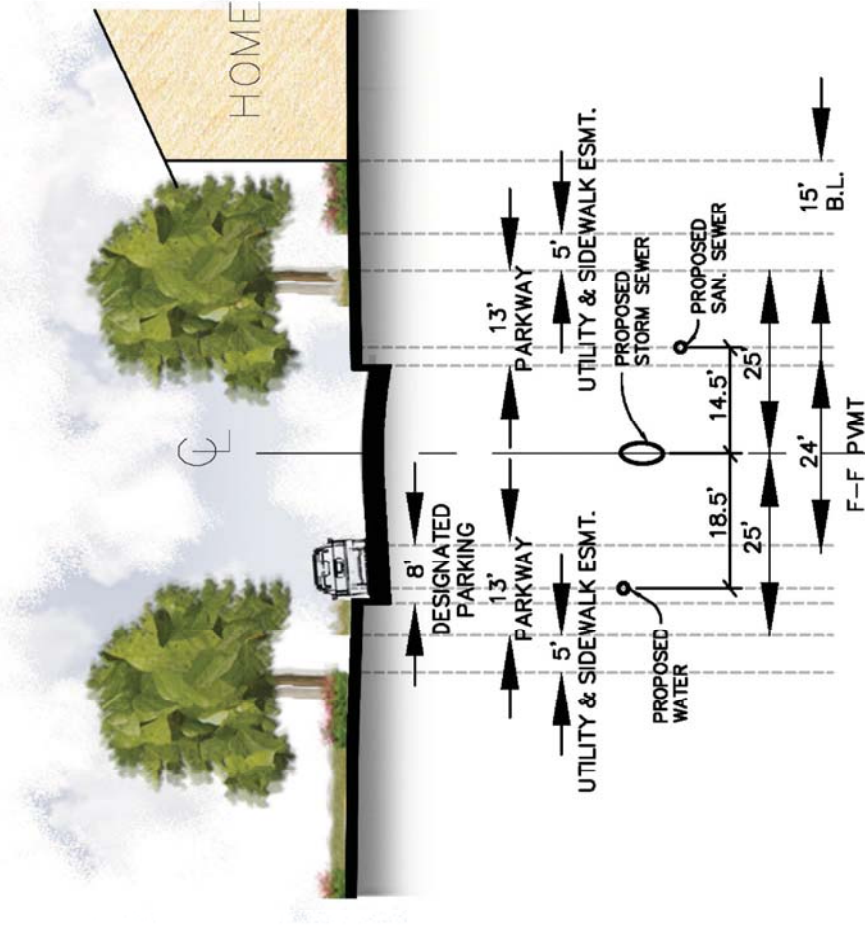 HOME
℄
8'
DESIGNATED
PARKING
13'
PARKWAY
13'
PARKWAY
5'
UTILITY & SIDEWALK ESMT.
5'
UTILITY & SIDEWALK ESMT.
PROPOSED
WATER
PROPOSED
STORM SEWER
PROPOSED
SAN. SEWER
18.5'
14.5'
25'
25'
24'
F-F PVMT
15'
B.L.